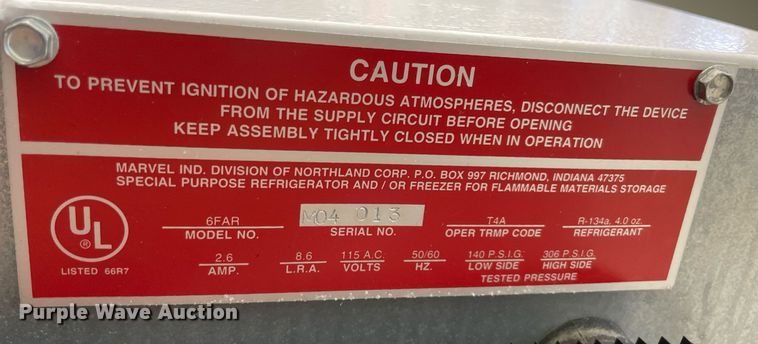 CAUTION
TO PREVENT IGNITION OF HAZARDOUS ATMOSPHERES, DISCONNECT THE DEVICE
FROM THE SUPPLY CIRCUIT BEFORE OPENING
KEEP ASSEMBLY TIGHTLY CLOSED WHEN IN OPERATION
MARVEL IND. DIVISION OF NORTHLAND CORP. P.O. BOX 997 RICHMOND, INDIANA 47375
SPECIAL PURPOSE REFRIGERATOR AND / OR FREEZER FOR FLAMMABLE MATERIALS STORAGE
UL ®
LISTED 66R7
6FAR M04 013 T4A R-134a, 4.0 oz.
MODEL NO. SERIAL NO. OPER TRMP CODE REFRIGERANT
2.6 8.6 115 A.C. 50/60 140 P.S.I.G. 306 P.S.I.G.
AMP. L.R.A. VOLTS HZ. LOW SIDE HIGH SIDE
TESTED PRESSURE
Purple Wave Auction